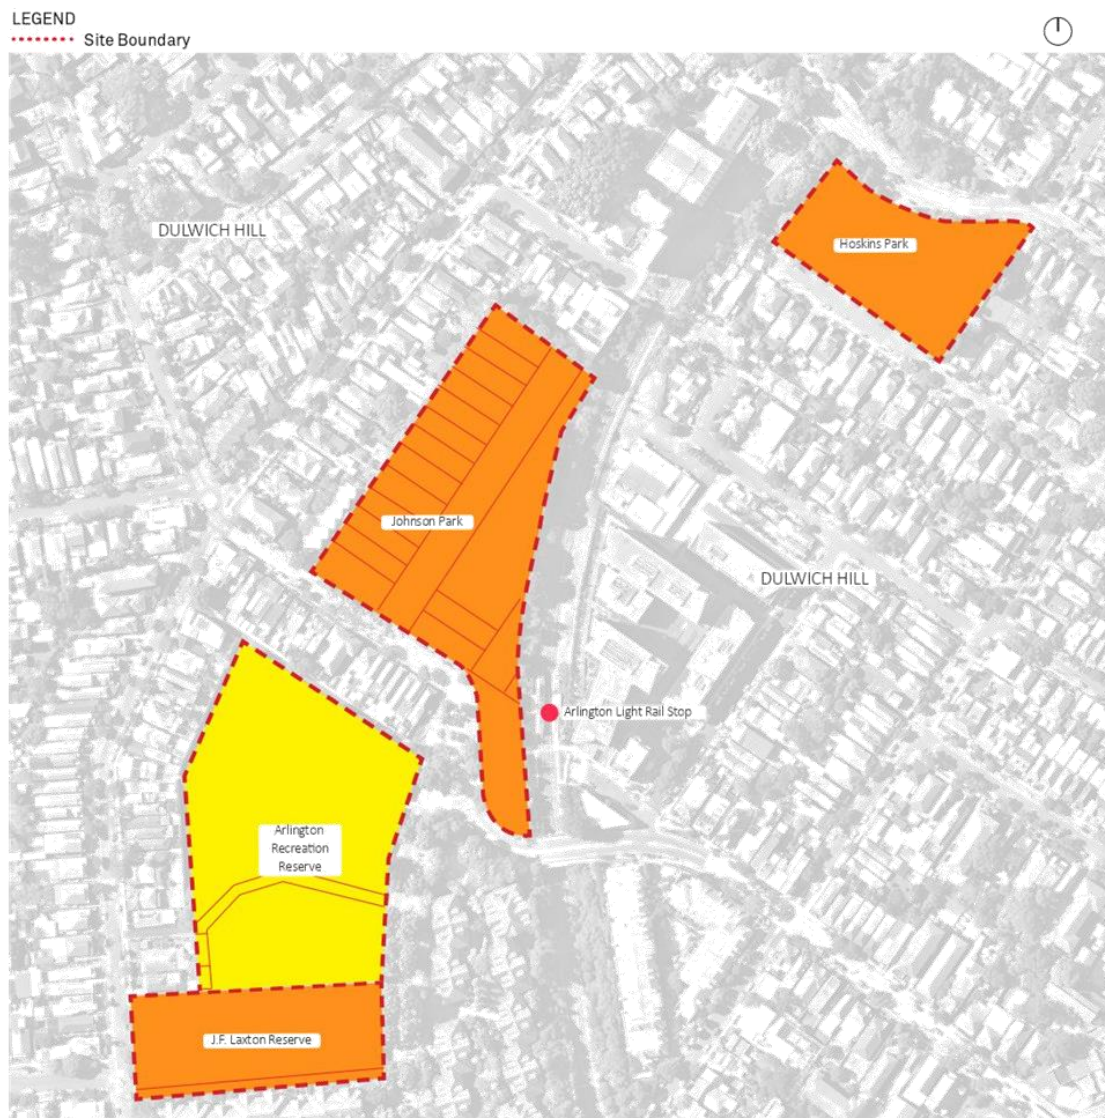 LEGEND
Site Boundary
DULWICH HILL
Hoskins Park
Johnson Park
DULWICH HILL
Arlington Light Rail Stop
Arlington
Recreation
Reserve
J.F. Laxton Reserve